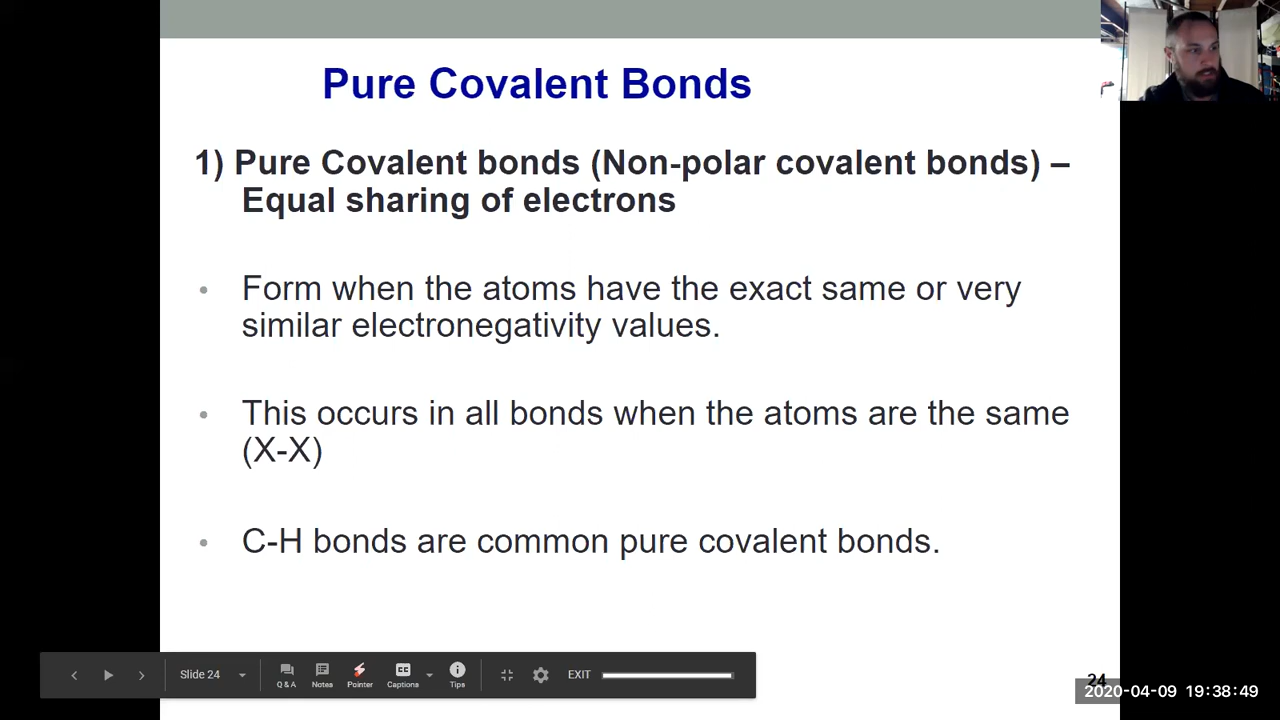 Pure Covalent Bonds
1) Pure Covalent bonds (Non-polar covalent bonds) –
Equal sharing of electrons
• Form when the atoms have the exact same or very
similar electronegativity values.
• This occurs in all bonds when the atoms are the same
(X-X)
• C-H bonds are common pure covalent bonds.
Slide 24
Q & A
Notes
Pointer
CC
Captions
Tips
EXIT
24
2020-04-09 19:38:49